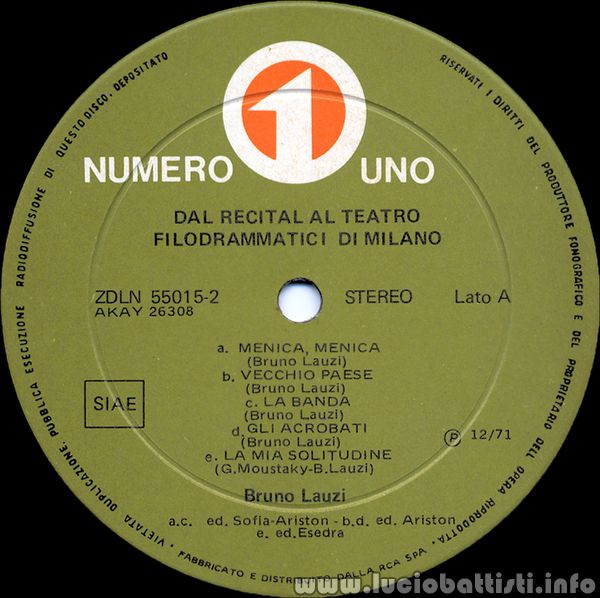 NUMERO 1 UNO
DAL RECITAL AL TEATRO
FILODRAMMATICI DI MILANO
ZDLN 55015-2 STEREO Lato A
AKAY 26308
a. MENICA, MENICA
(Bruno Lauzi)
b. VECCHIO PAESE
(Bruno Lauzi)
c. LA BANDA
(Bruno Lauzi)
d. GLI ACROBATI
(Bruno Lauzi)
e. LA MIA SOLITUDINE
(G.Moustaky-B.Lauzi)
SIAE
℗ 12/71
Bruno Lauzi
a.c. ed. Sofia-Ariston - b.d. ed. Ariston
e. ed.Esedra
RISERVATI I DIRITTI DEL PRODUTTORE FONOGRAFICO E DEL PROPRIETARIO DELL'OPERA RIPRODOTTA. VIETATA DUPLICAZIONE, PUBBLICA ESECUZIONE RADIODIFFUSIONE DI QUESTO DISCO. DEPOSITATO
FABBRICATO E DISTRIBUITO DALLA RCA SPA
www.luciobattisti.info